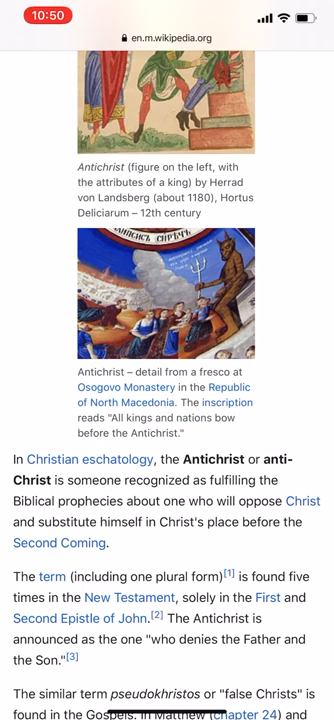 10:50
en.m.wikipedia.org
Antichrist (figure on the left, with
the attributes of a king) by Herrad
von Landsberg (about 1180), Hortus
Deliciarum – 12th century
Antichrist – detail from a fresco at
Osogovo Monastery in the Republic
of North Macedonia. The inscription
reads "All kings and nations bow
before the Antichrist."
In Christian eschatology, the Antichrist or anti-
Christ is someone recognized as fulfilling the
Biblical prophecies about one who will oppose Christ
and substitute himself in Christ's place before the
Second Coming.
The term (including one plural form)[1] is found five
times in the New Testament, solely in the First and
Second Epistle of John.[2] The Antichrist is
announced as the one "who denies the Father and
the Son."[3]
The similar term pseudokhristos or "false Christs" is
found in the Gospels. In Matthew (chapter 24) and